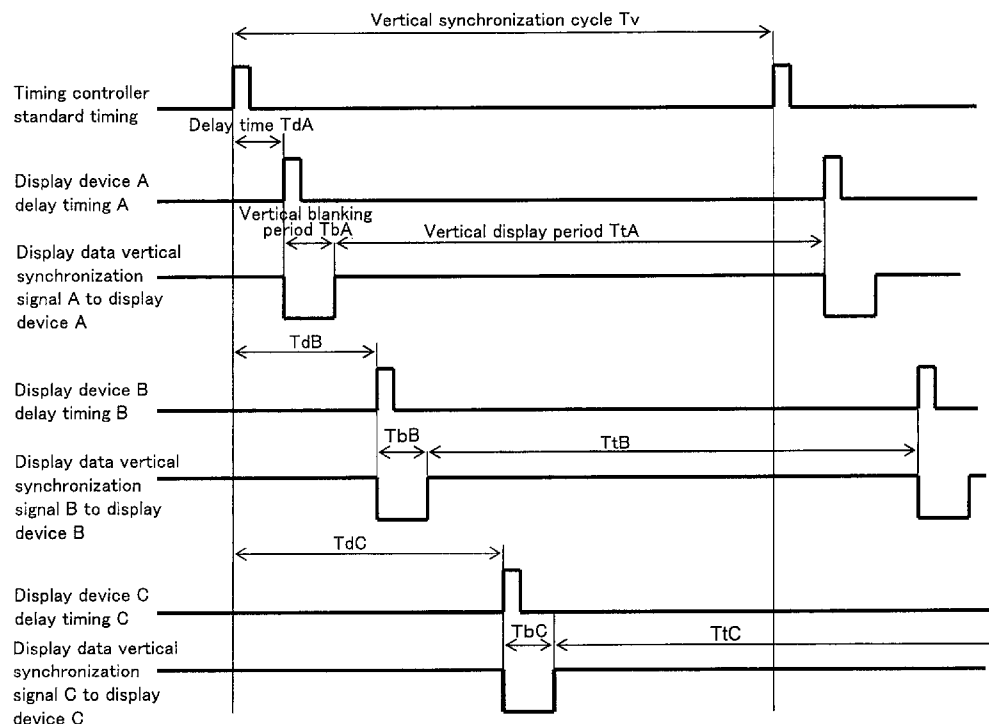 Vertical synchronization cycle Tv
Timing controller
standard timing
Delay time TdA
Display device A
delay timing A
Vertical blanking
period TbA
Vertical display period TtA
Display data vertical
synchronization
signal A to display
device A
TdB
Display device B
delay timing B
TbB
TtB
Display data vertical
synchronization
signal B to display
device B
TdC
Display device C
delay timing C
TbC
TtC
Display data vertical
synchronization
signal C to display
device C